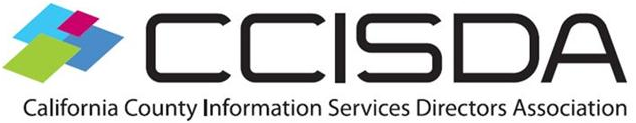 CCISDA
California County Information Services Directors Association